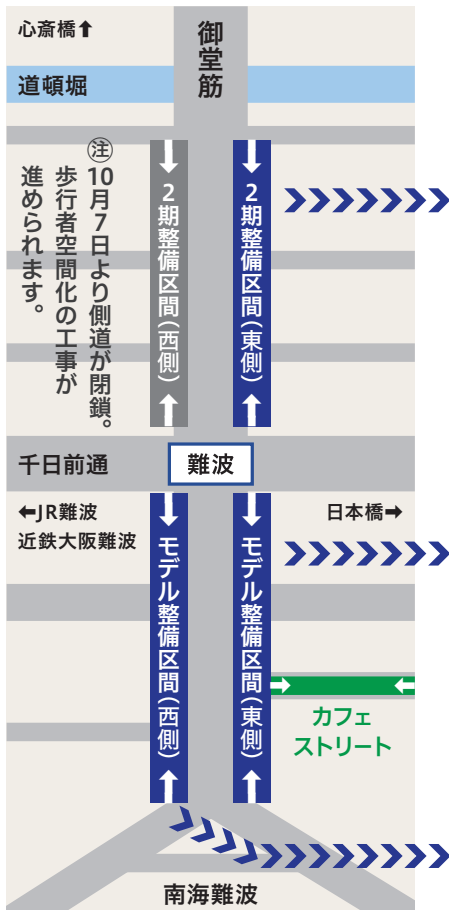 心斎橋⬆
御堂筋
道頓堀
㊟10月7日より側道が閉鎖。
歩行者空間化の工事が
進められます。
2期整備区間(西側)
2期整備区間(東側)
千日前通
難波
⬅JR難波
近鉄大阪難波
日本橋➡
モデル整備区間(西側)
モデル整備区間(東側)
カフェ
ストリート
南海難波